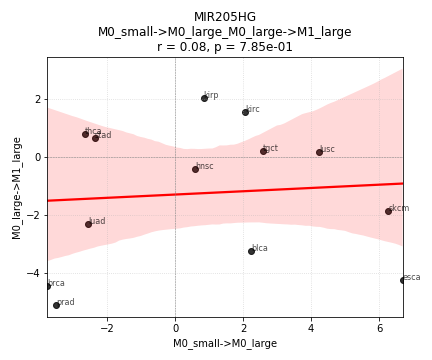 MIR205HG
M0_small->M0_large_M0_large->M1_large
r = 0.08, p = 7.85e-01
M0_large->M1_large
2
0
−2
−4
kirp
kirc
thca
stad
tgct
lusc
hnsc
skcm
luad
blca
esca
brca
prad
−2
0
2
4
6
M0_small->M0_large